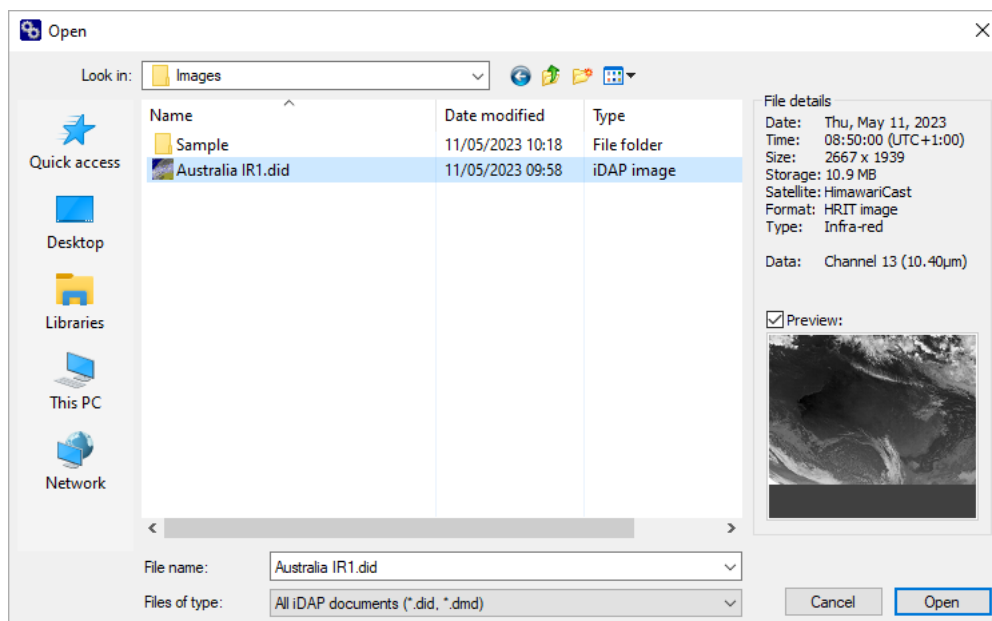 Open
Look in: Images
Name Date modified Type
Sample 11/05/2023 10:18 File folder
Australia IR1.did 11/05/2023 09:58 iDAP image
Quick access
Desktop
Libraries
This PC
Network
File details
Date: Thu, May 11, 2023
Time: 08:50:00 (UTC+1:00)
Size: 2667 x 1939
Storage: 10.9 MB
Satellite: HimawariCast
Format: HRIT image
Type: Infra-red
Data: Channel 13 (10.40µm)
Preview:
File name: Australia IR1.did
Files of type: All iDAP documents (*.did, *.dmd)
Cancel Open